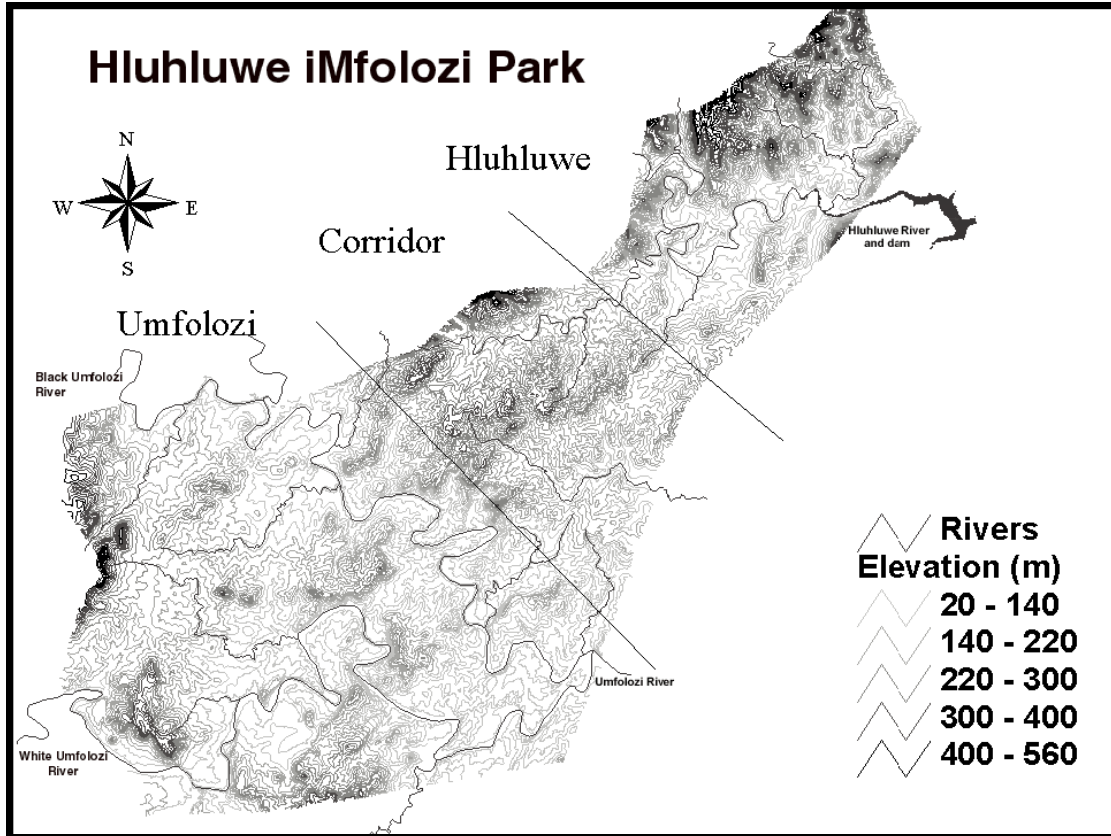 Hluhluwe iMfolozi Park
N
W
E
S
Hluhluwe
Corridor
Umfolozi
Hluhluwe River
and dam
Black Umfolozi
River
Umfolozi River
White Umfolozi
River
Rivers
Elevation (m)
20 - 140
140 - 220
220 - 300
300 - 400
400 - 560